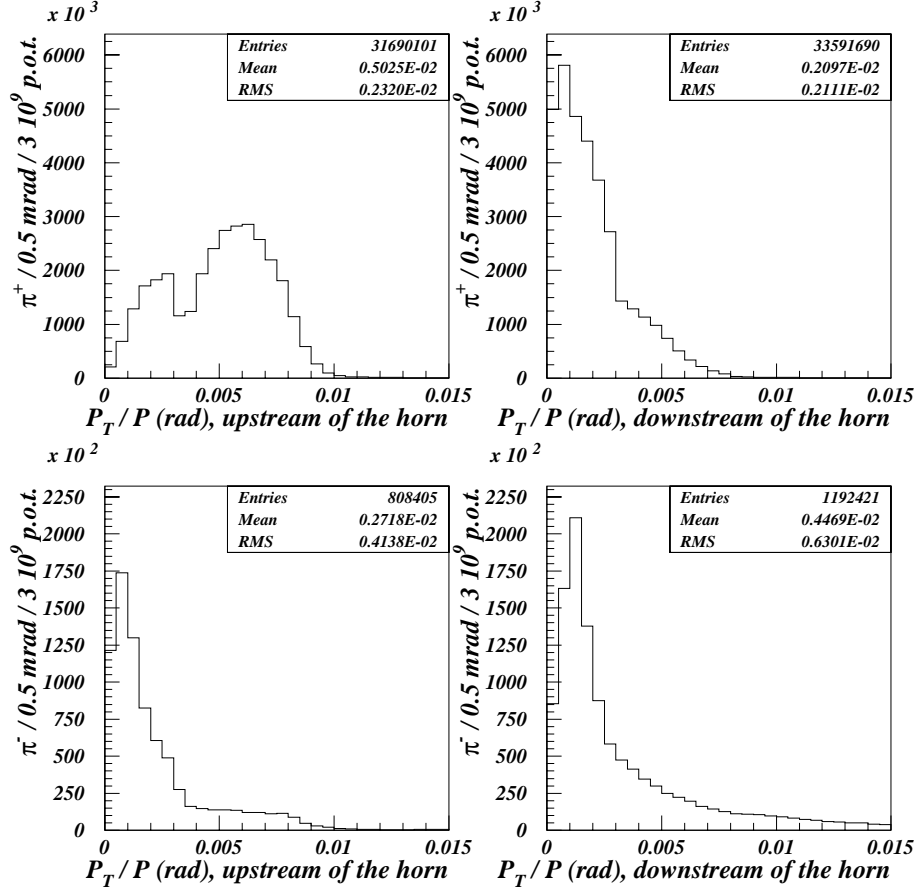 x 10 3
π+ / 0.5 mrad / 3 10 9 p.o.t.
6000
5000
4000
3000
2000
1000
0
Entries 31690101
Mean 0.5025E-02
RMS 0.2320E-02
0 0.005 0.01 0.015
P_T / P (rad), upstream of the horn
x 10 3
π+ / 0.5 mrad / 3 10 9 p.o.t.
6000
5000
4000
3000
2000
1000
0
Entries 33591690
Mean 0.2097E-02
RMS 0.2111E-02
0 0.005 0.01 0.015
P_T / P (rad), downstream of the horn
x 10 2
π- / 0.5 mrad / 3 10 9 p.o.t.
2250
2000
1750
1500
1250
1000
750
500
250
0
Entries 808405
Mean 0.2718E-02
RMS 0.4138E-02
0 0.005 0.01 0.015
P_T / P (rad), upstream of the horn
x 10 2
π- / 0.5 mrad / 3 10 9 p.o.t.
2250
2000
1750
1500
1250
1000
750
500
250
0
Entries 1192421
Mean 0.4469E-02
RMS 0.6301E-02
0 0.005 0.01 0.015
P_T / P (rad), downstream of the horn